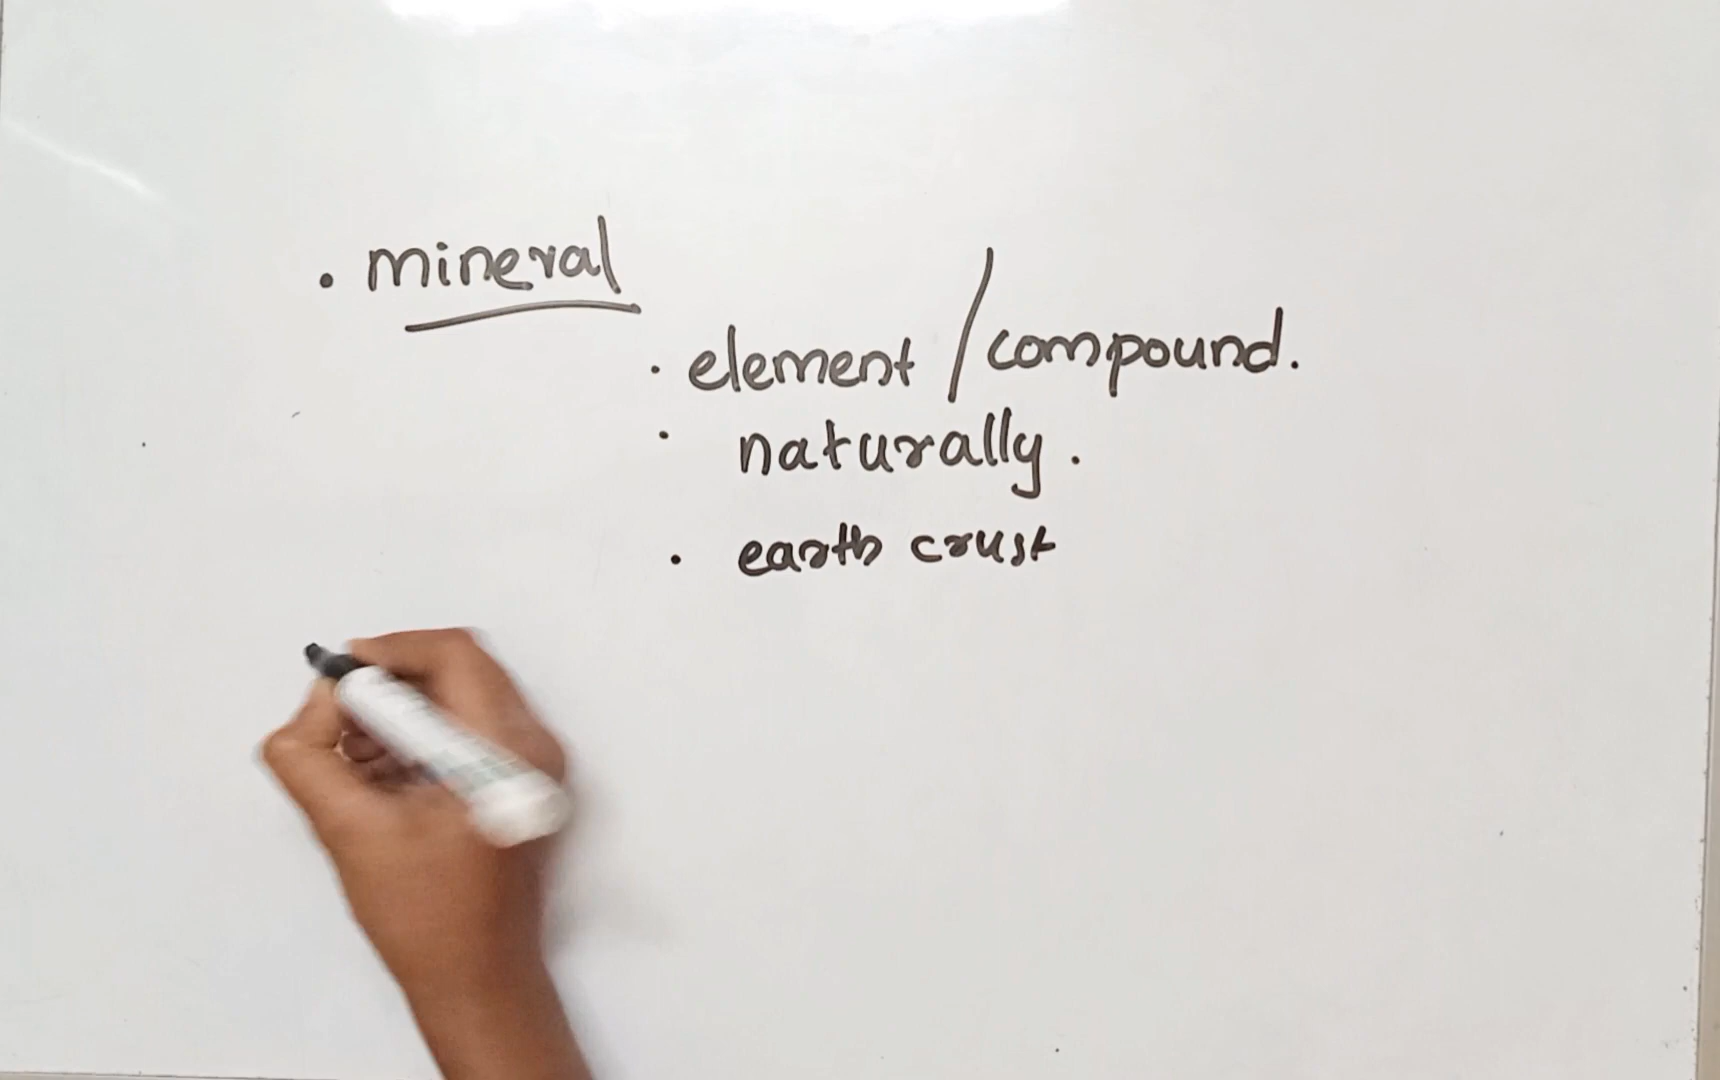 . mineral
. element / compound.
. naturally.
. earth crust